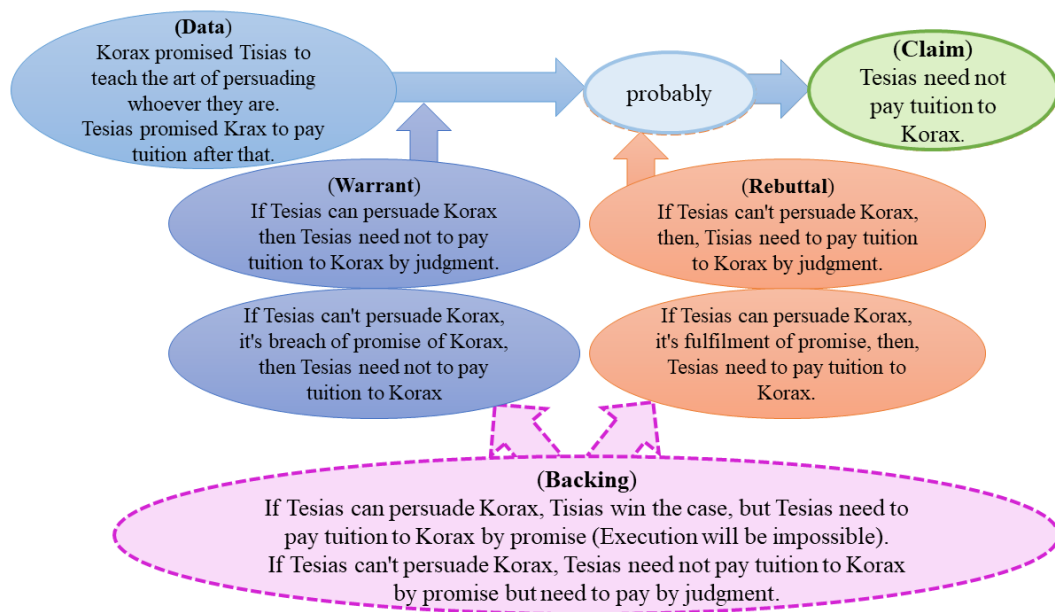 (Data)
Korax promised Tisias to
teach the art of persuading
whoever they are.
Tesias promised Krax to pay
tuition after that.
probably
(Claim)
Tesias need not
pay tuition to
Korax.
(Warrant)
If Tesias can persuade Korax
then Tesias need not to pay
tuition to Korax by judgment.
(Rebuttal)
If Tesias can't persuade Korax,
then, Tisias need to pay tuition
to Korax by judgment.
If Tesias can't persuade Korax,
it's breach of promise of Korax,
then Tesias need not to pay
tuition to Korax
If Tesias can persuade Korax,
it's fulfilment of promise, then,
Tesias need to pay tuition to
Korax.
(Backing)
If Tesias can persuade Korax, Tisias win the case, but Tesias need to
pay tuition to Korax by promise (Execution will be impossible).
If Tesias can't persuade Korax, Tesias need not pay tuition to Korax
by promise but need to pay by judgment.